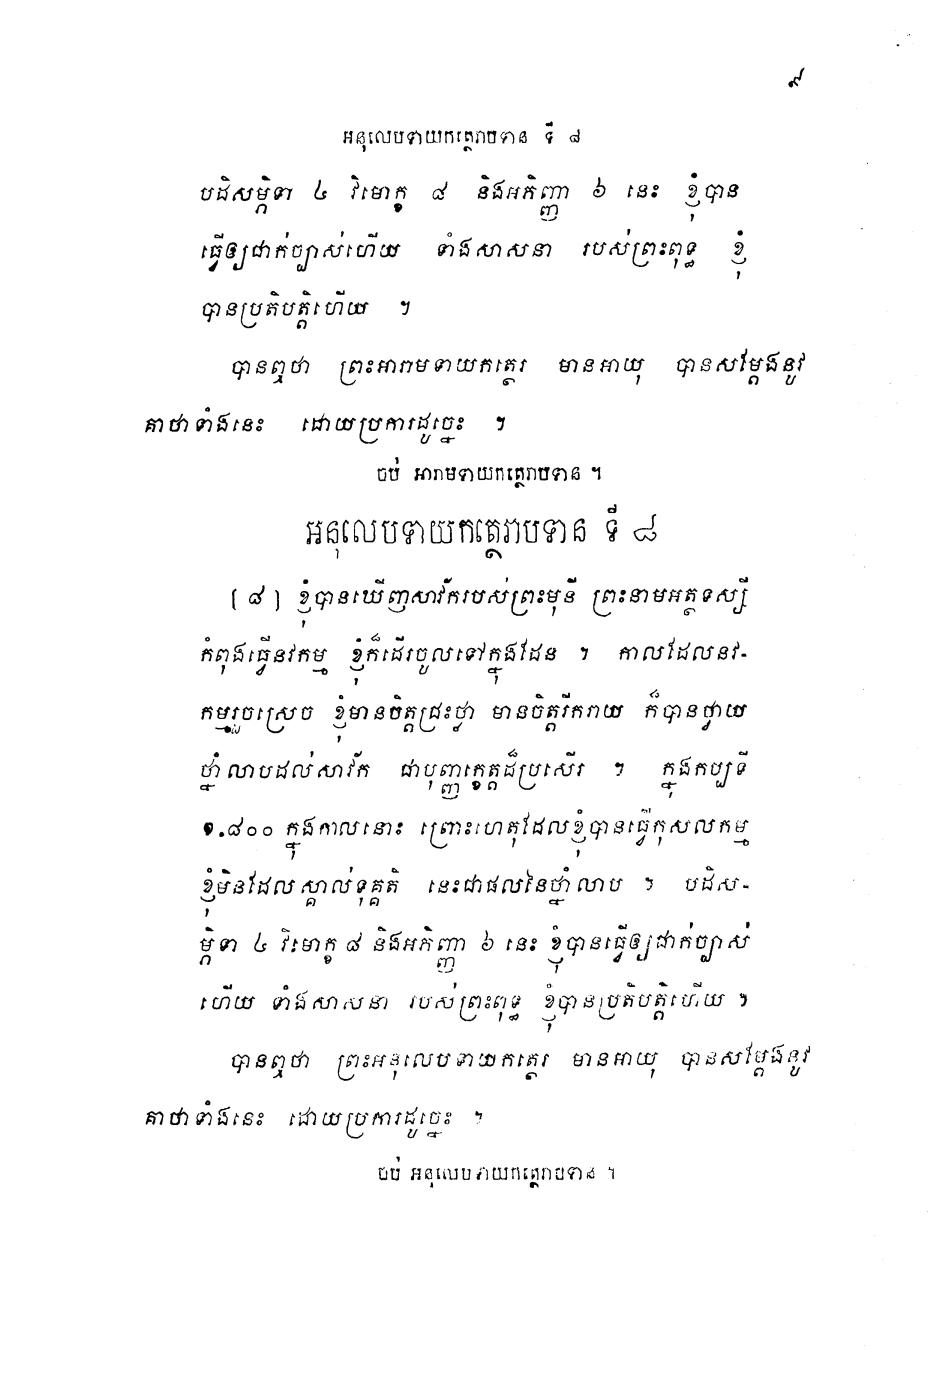 ៩
អនុលេបទាយកត្ថេរាបទាន ទី ៨
បដិសម្ភិទា ៤ វិមោក្ខ ៨ និងអភិញ្ញា ៦ នេះ ខ្ញុំបាន
ធ្វើឲ្យជាក់ច្បាស់ហើយ ទាំងសាសនា របស់ព្រះពុទ្ធ ខ្ញុំ
បានប្រតិបត្តិហើយ ។
បានឮថា ព្រះអារាមទាយកត្ថេរ មានអាយុ បានសម្ដែងនូវ
គាថាទាំងនេះ ដោយប្រការដូច្នេះ ។
ចប់ អារាមទាយកត្ថេរាបទាន ។
អនុលេបទាយកត្ថេរាបទាន ទី ៨
[ ៨ ] ខ្ញុំបានឃើញសាវ័ករបស់ព្រះមុនី ព្រះនាមអត្ថទស្សី
កំពុងធ្វើនវកម្ម ខ្ញុំក៏ដើរចូលទៅក្នុងដែន ។ កាលដែលនវ-
កម្មរួចស្រេច ខ្ញុំមានចិត្តជ្រះថ្លា មានចិត្តរីករាយ ក៏បានថ្វាយ
ថ្នាំលាបដល់សាវ័ក ជាបុញ្ញក្ខេត្តដ៏ប្រសើរ ។ ក្នុងកប្បទី
១.៨០០ ក្នុងកាលនោះ ព្រោះហេតុដែលខ្ញុំបានធ្វើកុសលកម្ម
ខ្ញុំមិនដែលស្គាល់ទុគ្គតិ នេះជាផលនៃថ្នាំលាប ។ បដិស-
ម្ភិទា ៤ វិមោក្ខ ៨ និងអភិញ្ញា ៦ នេះ ខ្ញុំបានធ្វើឲ្យជាក់ច្បាស់
ហើយ ទាំងសាសនា របស់ព្រះពុទ្ធ ខ្ញុំបានប្រតិបត្តិហើយ ។
បានឮថា ព្រះអនុលេបទាយកត្ថេរ មានអាយុ បានសម្ដែងនូវ
គាថាទាំងនេះ ដោយប្រការដូច្នេះ ។
ចប់ អនុលេបទាយកត្ថេរាបទាន ។